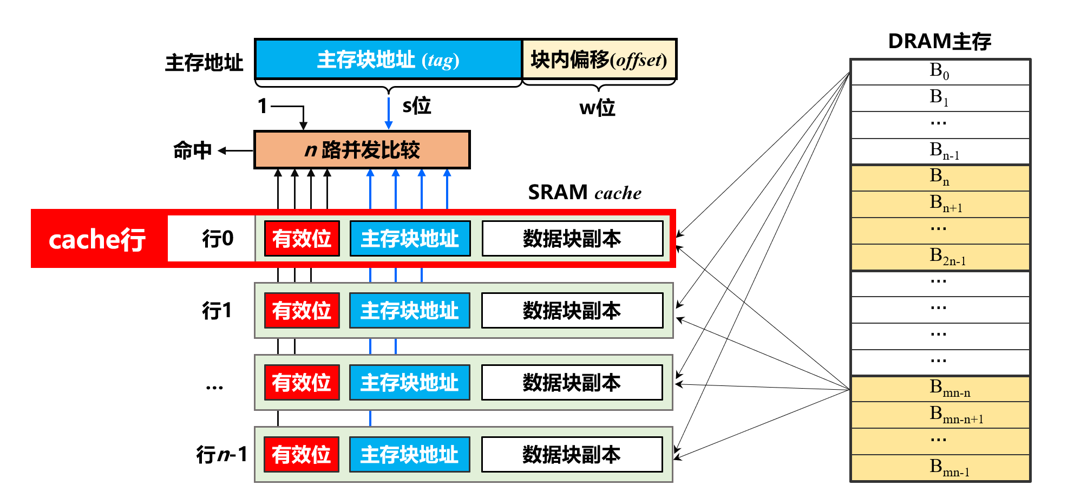 主存地址
主存块地址 (tag)
块内偏移(offset)
s位
w位
1
n 路并发比较
命中
SRAM cache
cache行
行0
有效位
主存块地址
数据块副本
行1
有效位
主存块地址
数据块副本
...
有效位
主存块地址
数据块副本
行n-1
有效位
主存块地址
数据块副本
DRAM主存
B0
B1
...
Bn-1
Bn
Bn+1
...
B2n-1
...
...
...
...
Bmn-n
Bmn-n+1
...
Bmn-1